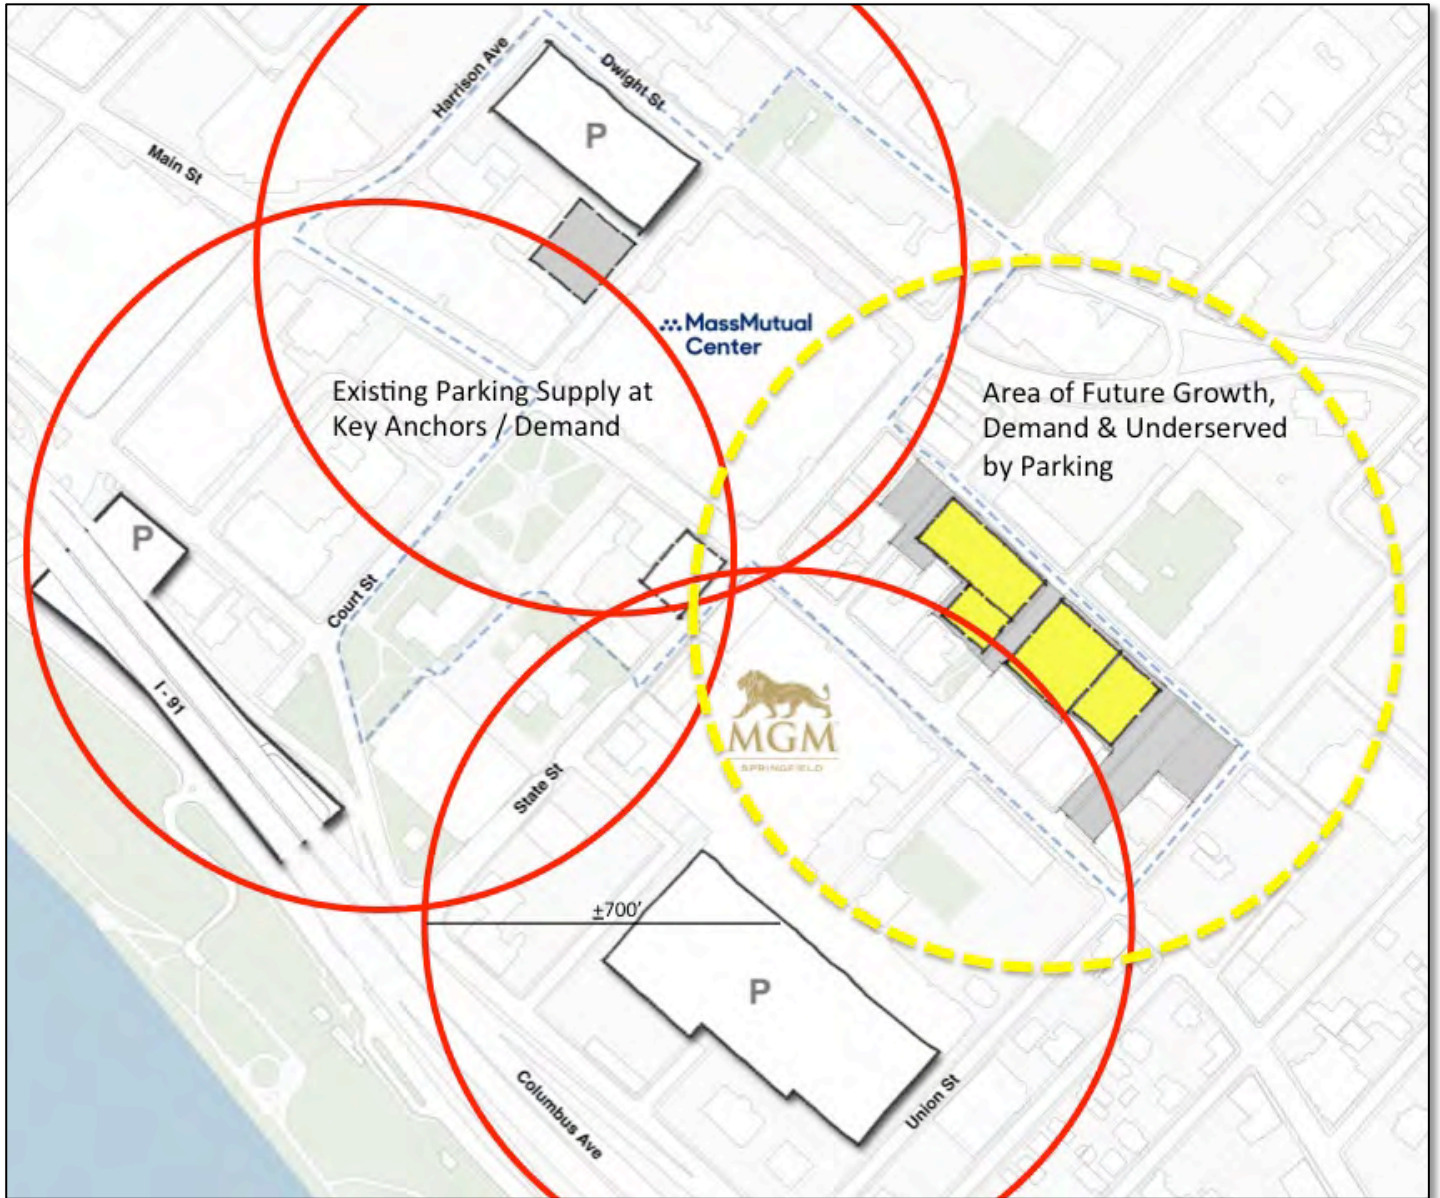 Harrison Ave
Dwight St
P
Main St
MassMutual
Center
Existing Parking Supply at
Key Anchors / Demand
Area of Future Growth,
Demand & Underserved
by Parking
P
Court St
I - 91
MGM
SPRINGFIELD
State St
±700'
P
Columbus Ave
Union St